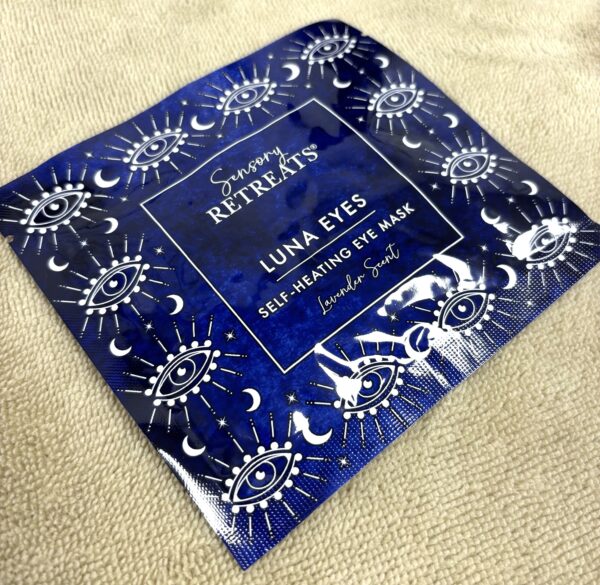 Sensory
RETREATS®
LUNA EYES
SELF-HEATING EYE MASK
Lavender Scent